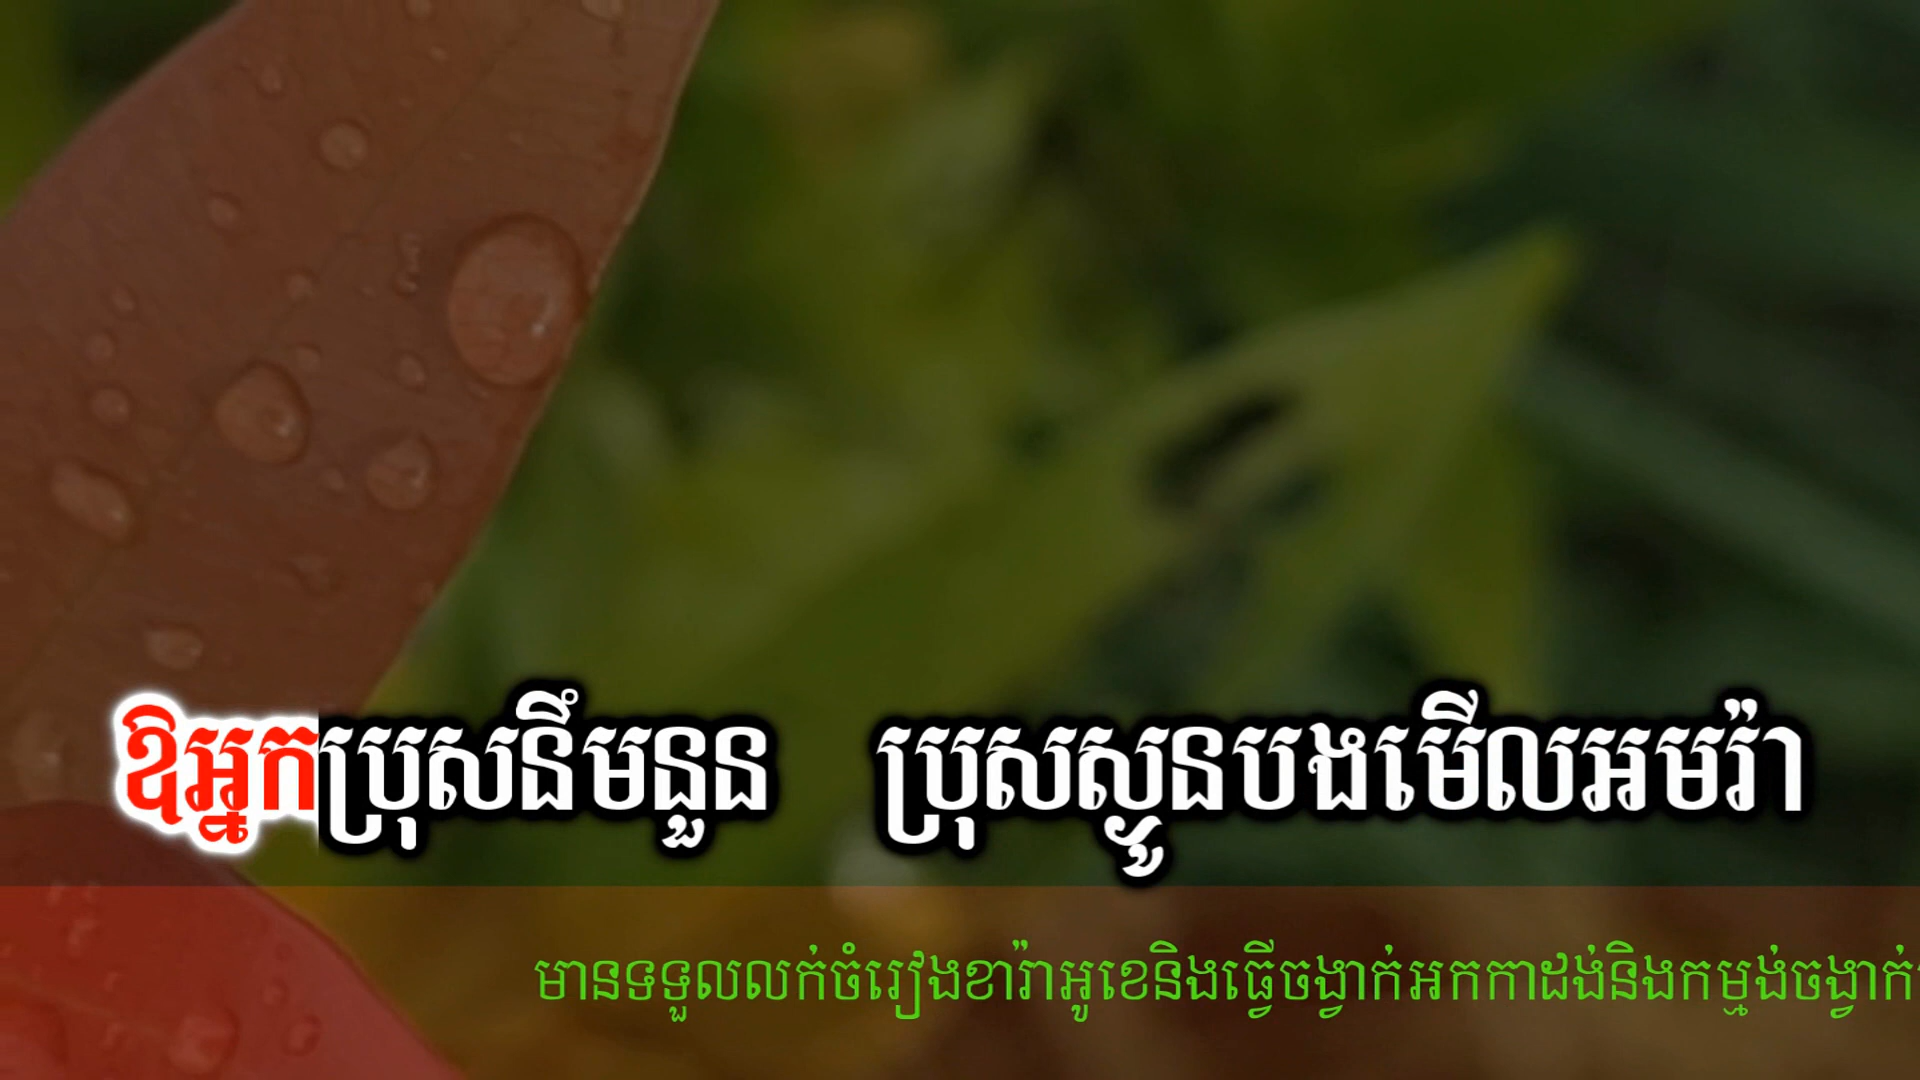 ឱអ្នកប្រុសនឹមនួន ប្រុសស្ងួនបងមើលអមរ៉ា
មានទទួលលក់ចំរៀងខារ៉ាអូខេនិងធ្វើចង្វាក់អកកាដង់និងកម្មង់ចង្វាក់